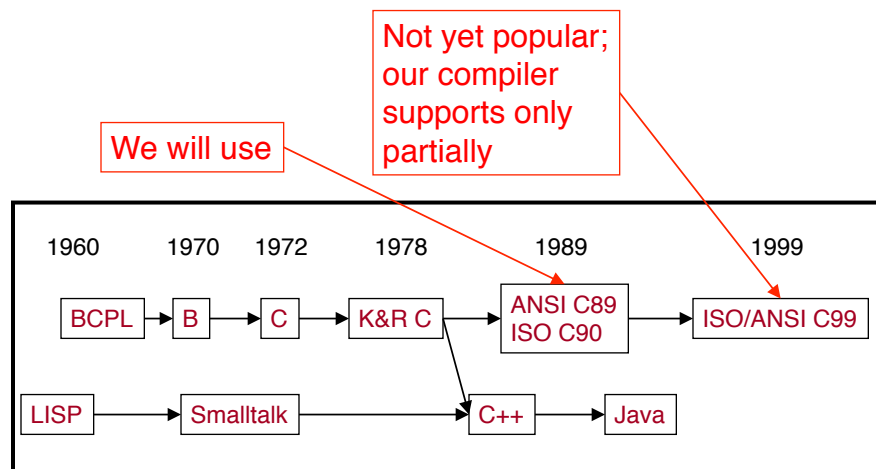 Not yet popular;
our compiler
supports only
partially
We will use
1960 1970 1972 1978 1989 1999
BCPL B C K&R C ANSI C89 ISO/ANSI C99
ISO C90
LISP Smalltalk C++ Java